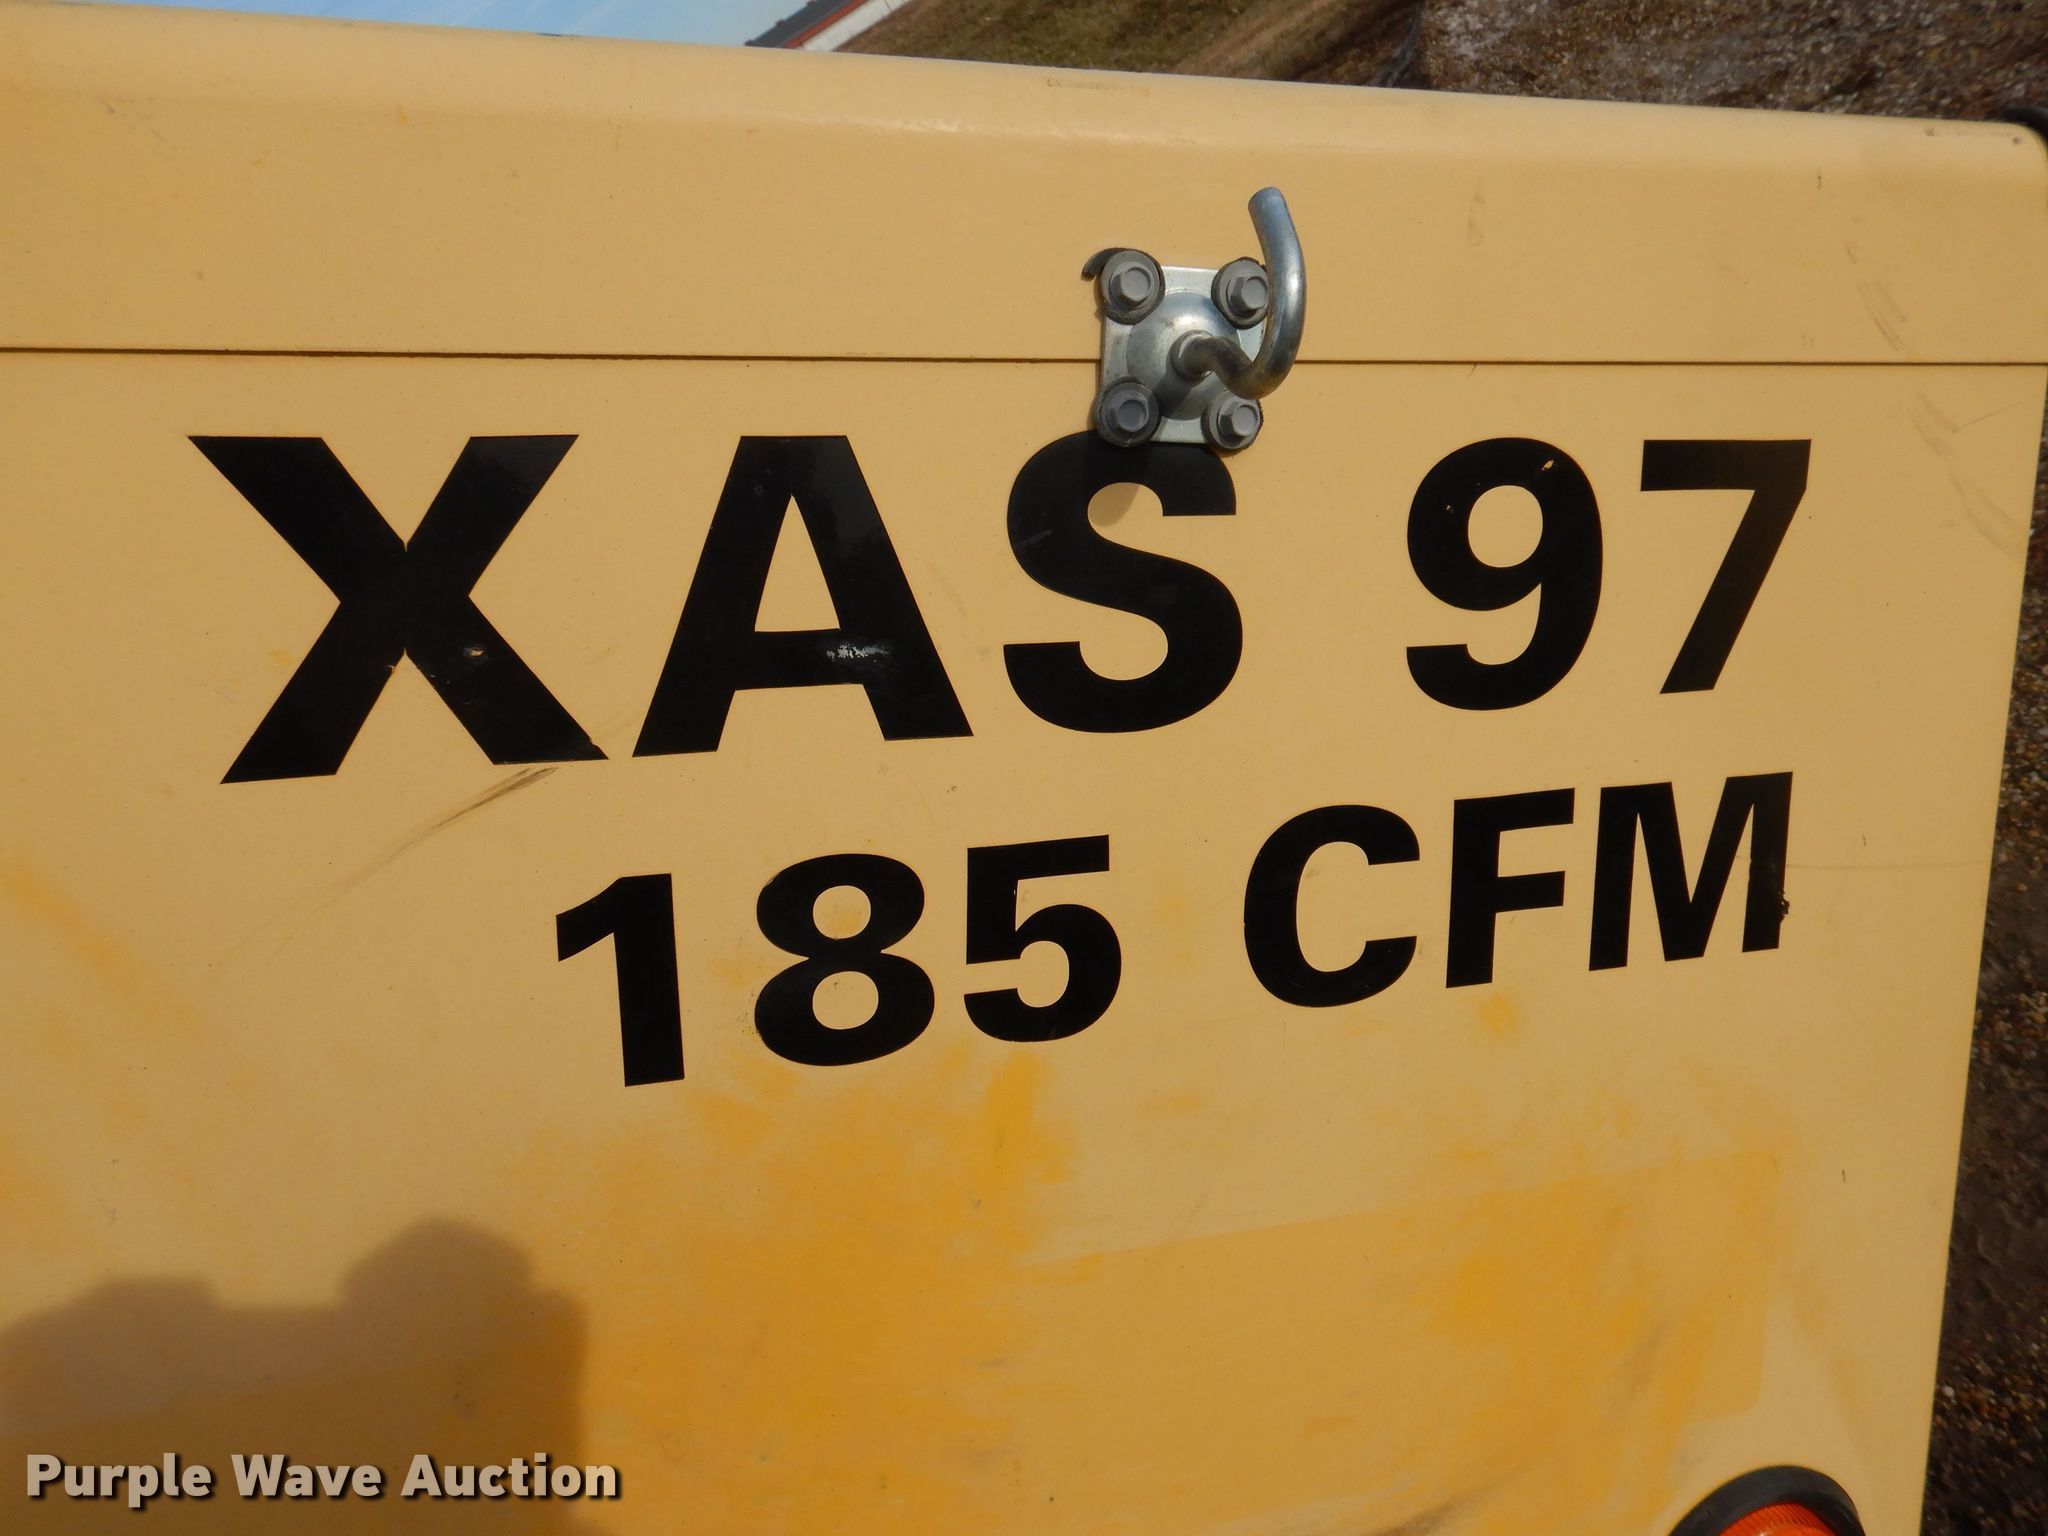 XAS 97
185 CFM
Purple Wave Auction